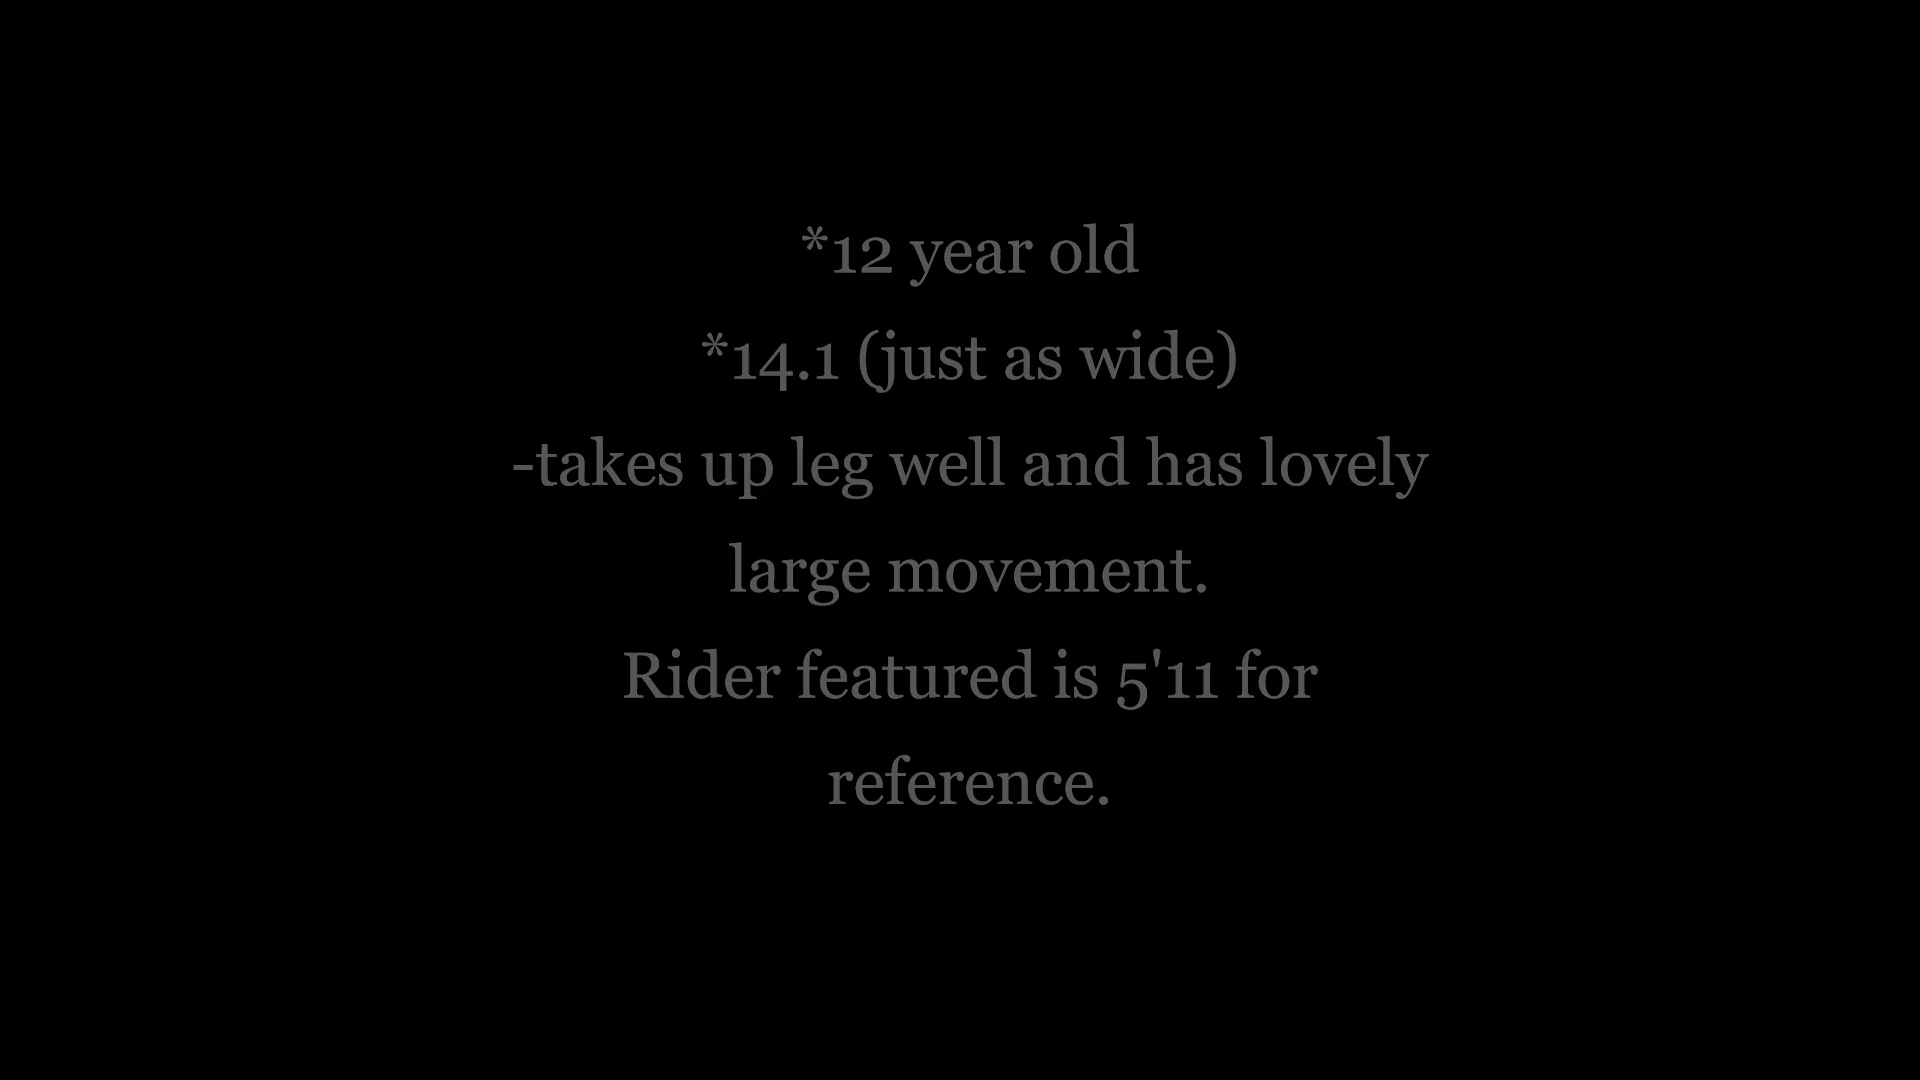 *12 year old
*14.1 (just as wide)
-takes up leg well and has lovely
large movement.
Rider featured is 5'11 for
reference.